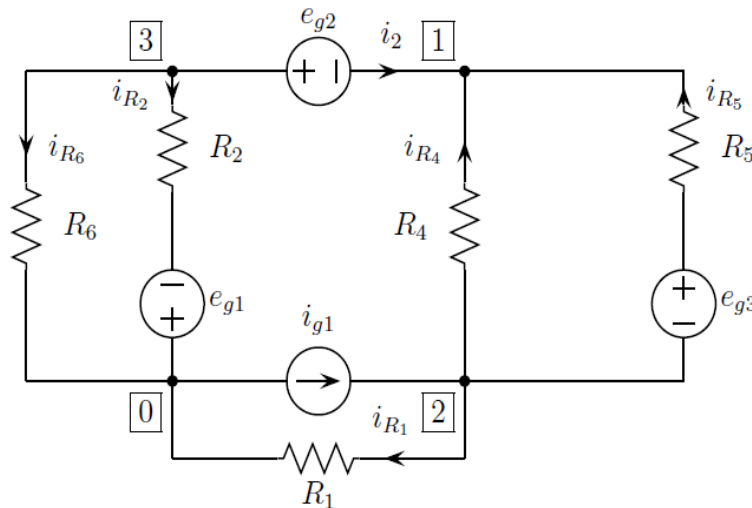 e_{g2}
3
i_2
1
i_{R_2}
i_{R_5}
i_{R_6}
R_2
i_{R_4}
R_5
R_6
R_4
e_{g1}
i_{g1}
e_{g3}
0
2
i_{R_1}
R_1